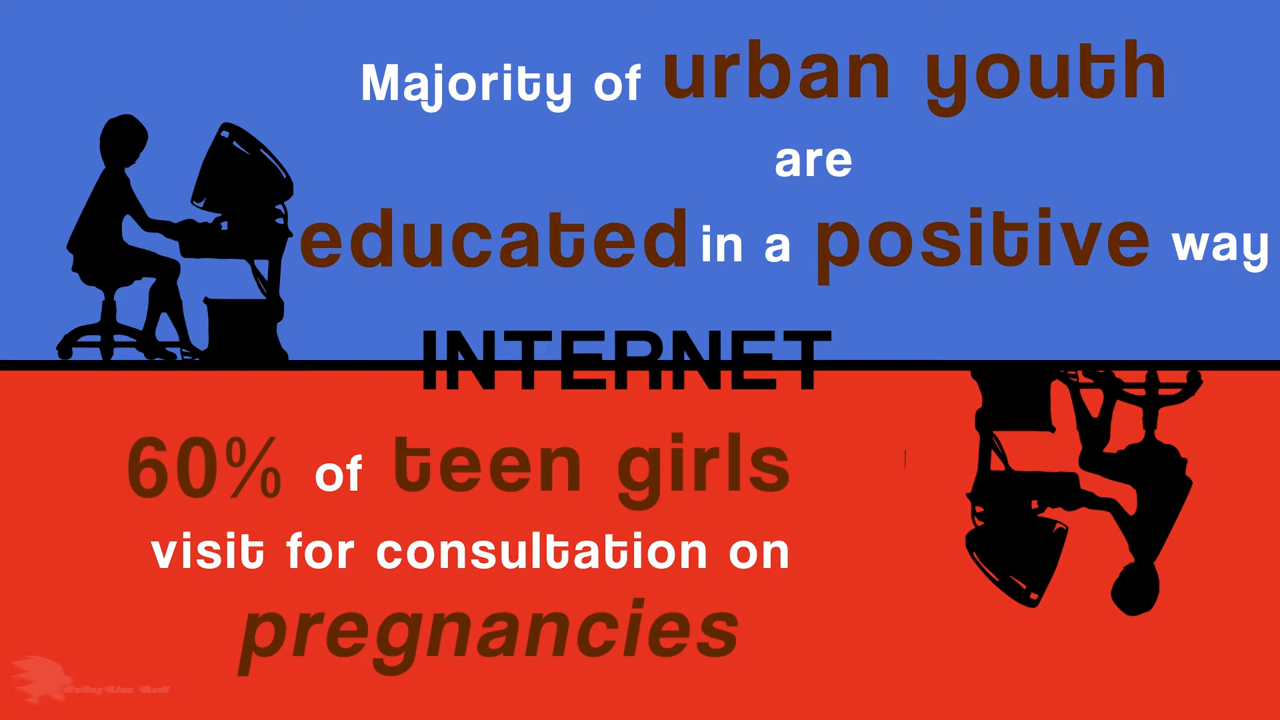 Majority of urban youth
are
educated in a positive way
INTERNET
60% of teen girls
visit for consultation on
pregnancies